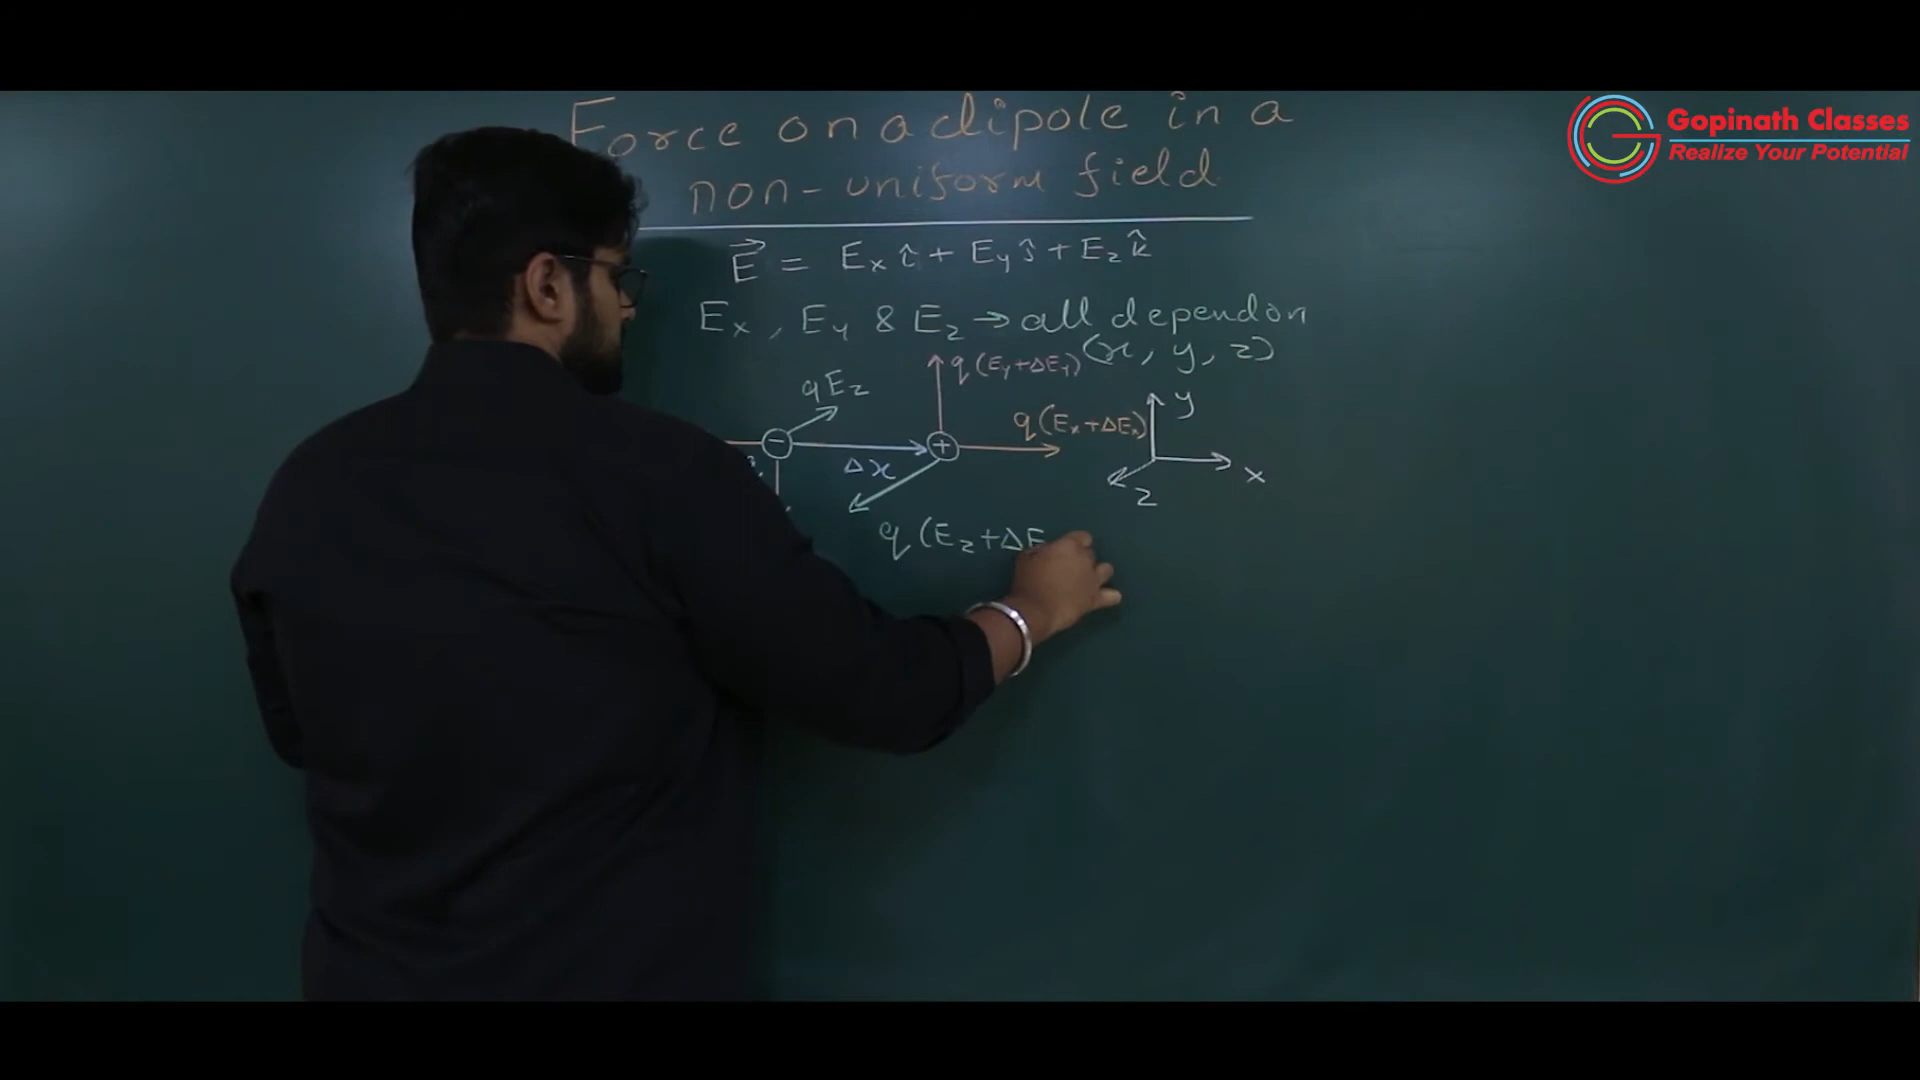 Force on a dipole in a
non-uniform field
Gopinath Classes
Realize Your Potential
E⃗ = Ex î + Ey ĵ + Ez k̂
Ex, Ey & Ez → all depend on
(x, y, z)
qEz
q(Ey+ΔEy)
q(Ex+ΔEx)
y
− Δx +
x
z
q(Ez+ΔE